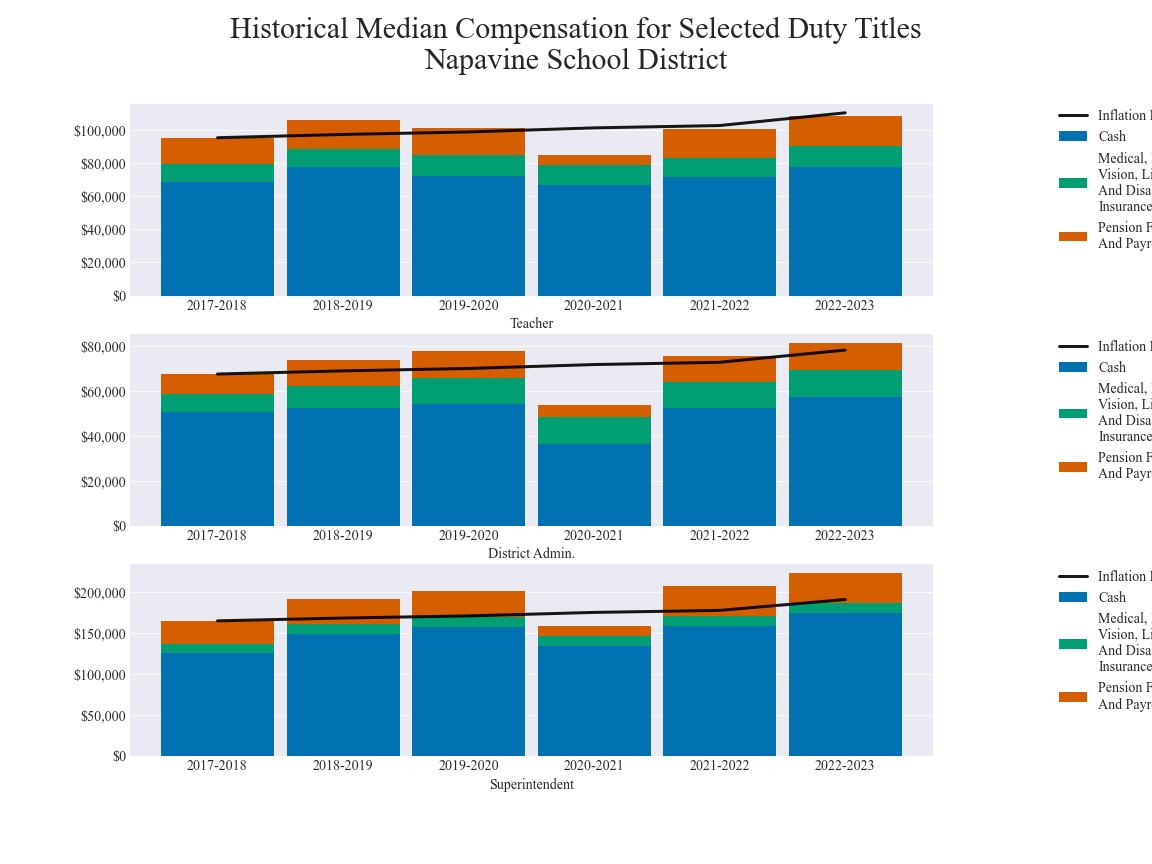 Historical Median Compensation for Selected Duty Titles
Napavine School District
$100,000
$80,000
$60,000
$40,000
$20,000
$0
2017-2018
2018-2019
2019-2020
2020-2021
2021-2022
2022-2023
Teacher
Inflation
Cash
Medical,
Vision,
And
Insurance
Pension
And
$80,000
$60,000
$40,000
$20,000
$0
2017-2018
2018-2019
2019-2020
2020-2021
2021-2022
2022-2023
District Admin.
Inflation
Cash
Medical,
Vision,
And
Insurance
Pension
And
$200,000
$150,000
$100,000
$50,000
$0
2017-2018
2018-2019
2019-2020
2020-2021
2021-2022
2022-2023
Superintendent
Inflation
Cash
Medical,
Vision,
And
Insurance
Pension
And